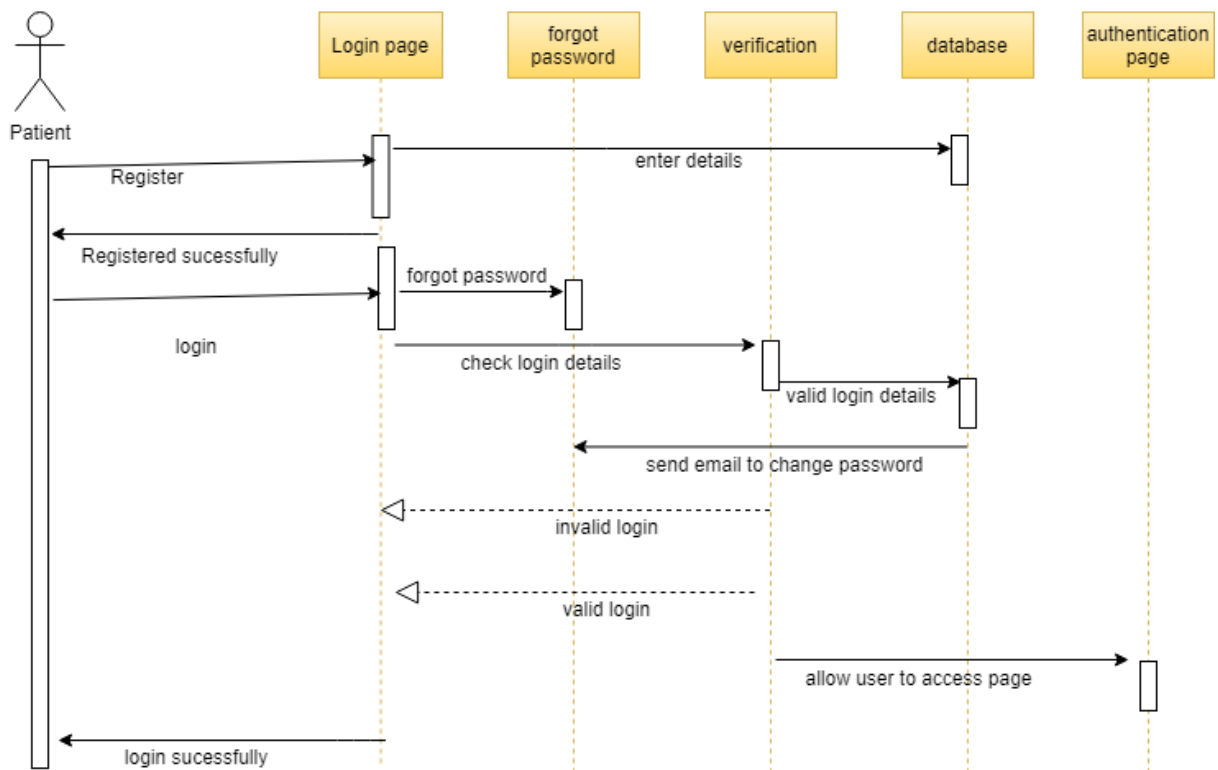 Login page
forgot
password
verification
database
authentication
page
Patient
enter details
Register
Registered sucessfully
forgot password
login
check login details
valid login details
send email to change password
invalid login
valid login
allow user to access page
login sucessfully